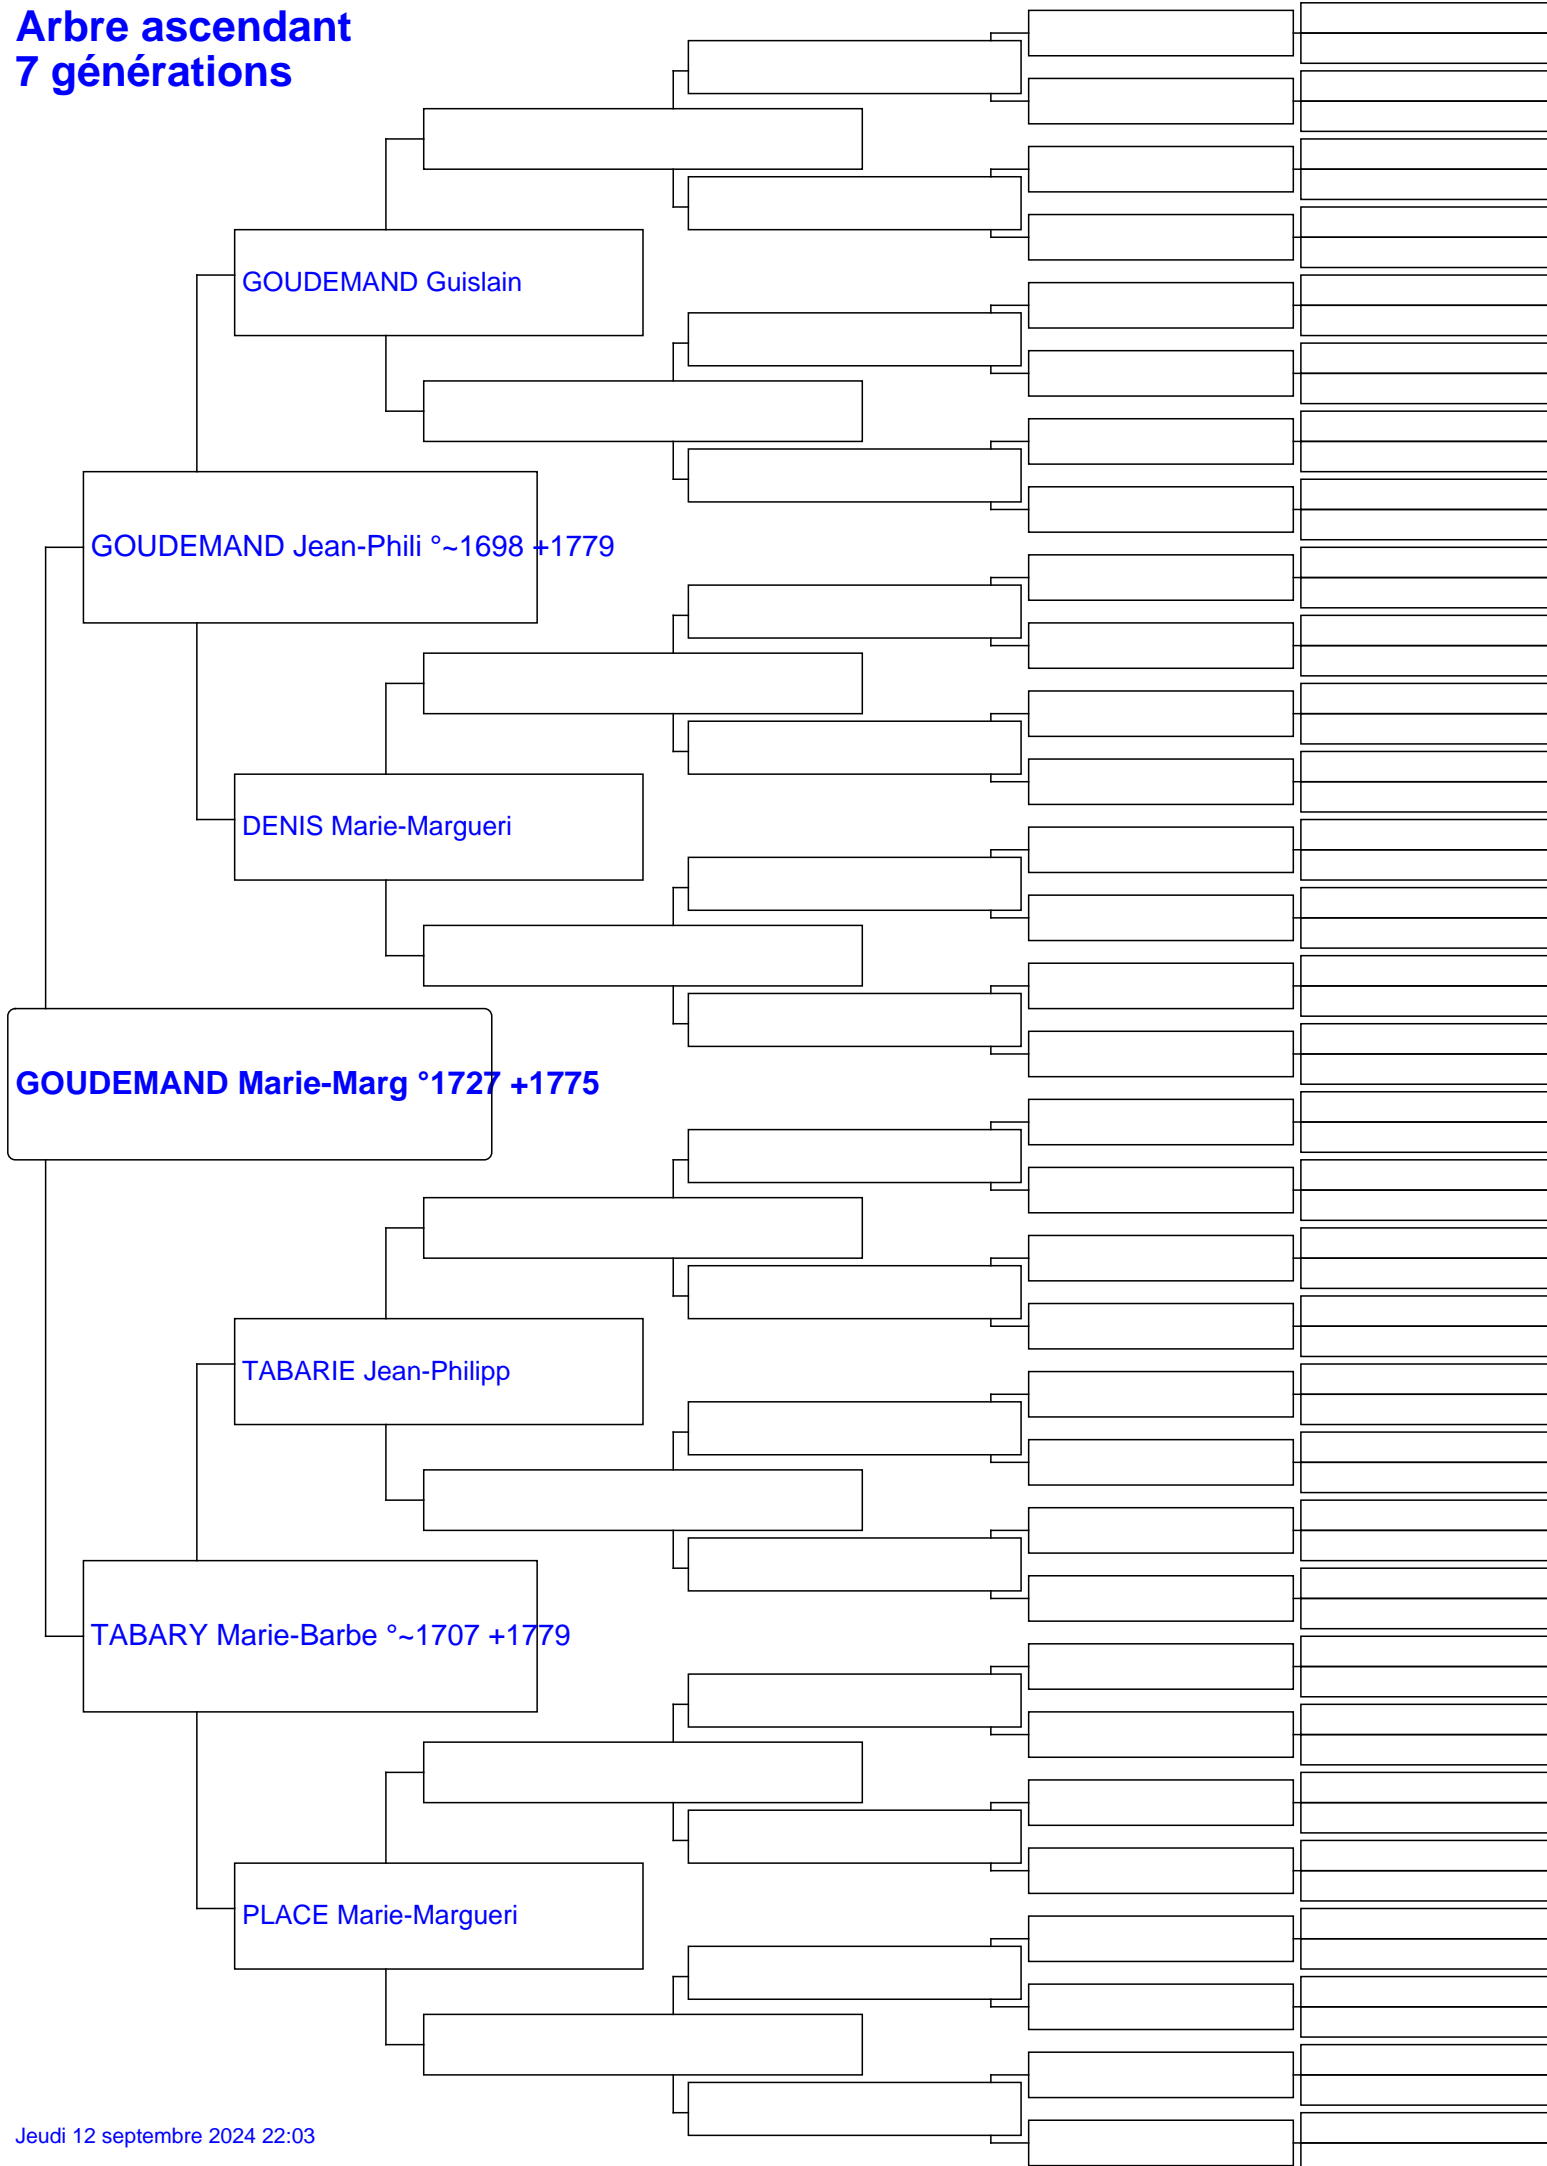 Arbre ascendant
7 générations
GOUDEMAND Guislain
GOUDEMAND Jean-Phili °~1698 +1779
DENIS Marie-Margueri
GOUDEMAND Marie-Marg °1727 +1775
TABARIE Jean-Philipp
TABARY Marie-Barbe °~1707 +1779
PLACE Marie-Margueri
Jeudi 12 septembre 2024 22:03